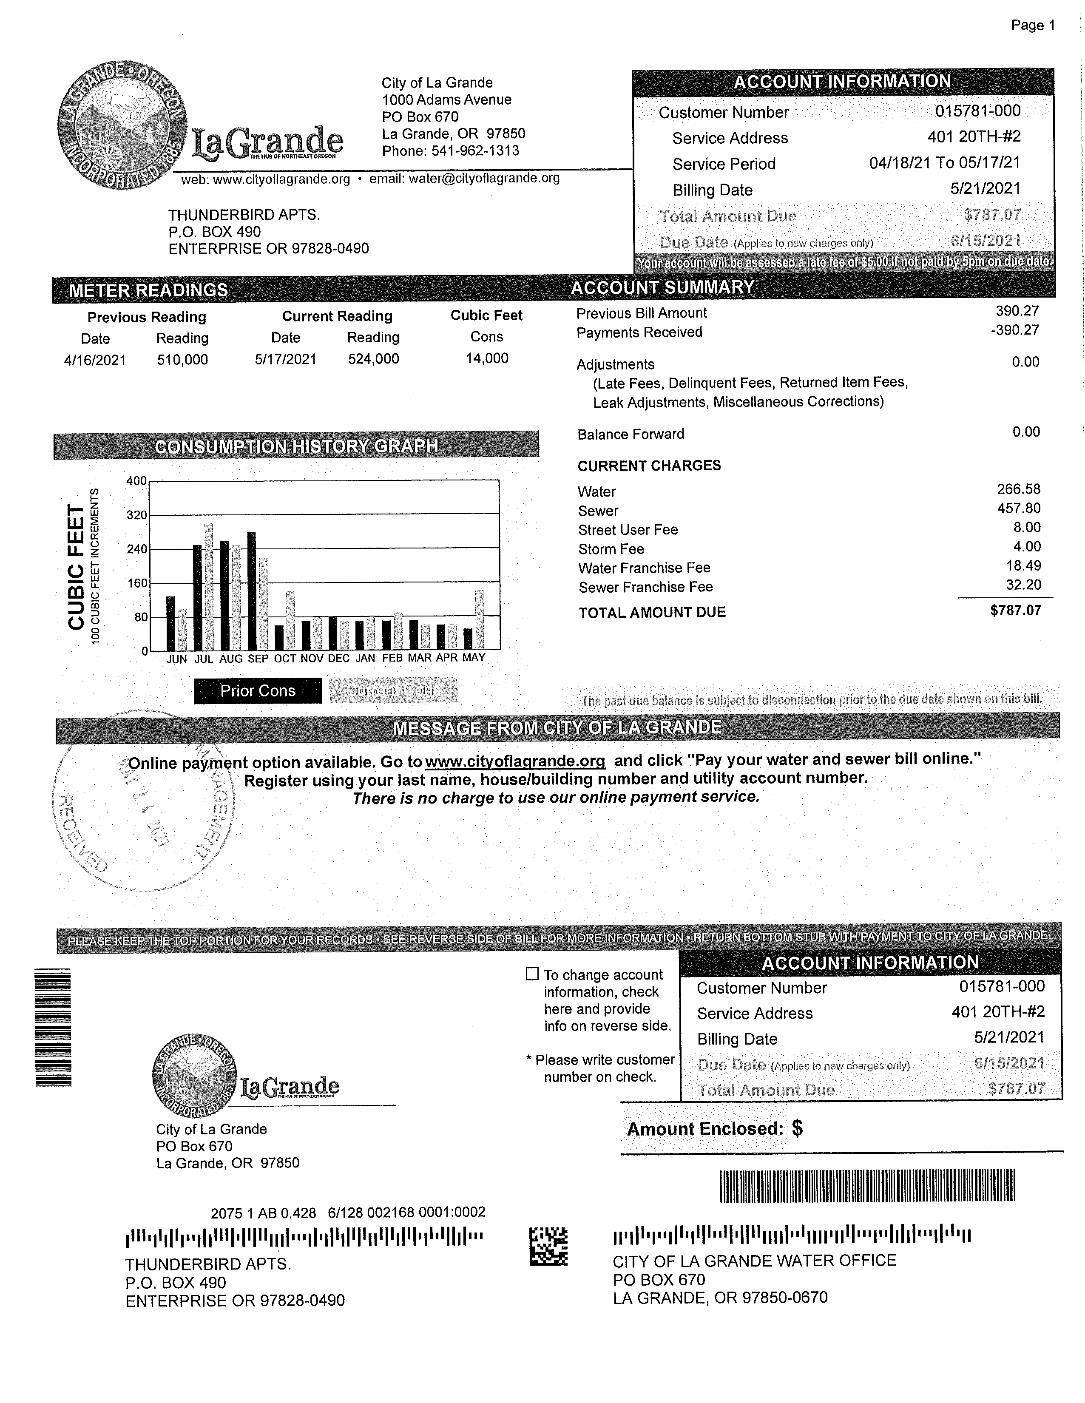 Page 1
LA GRANDE, OREGON
INCORPORATED 1865
LaGrande
THE HUB OF NORTHEAST OREGON
City of La Grande
1000 Adams Avenue
PO Box 670
La Grande, OR 97850
Phone: 541-962-1313
web: www.cityoflagrande.org • email: water@cityoflagrande.org
THUNDERBIRD APTS.
P.O. BOX 490
ENTERPRISE OR 97828-0490
ACCOUNT INFORMATION
Customer Number 015781-000
Service Address 401 20TH-#2
Service Period 04/18/21 To 05/17/21
Billing Date 5/21/2021
Total Amount Due $787.07
Due Date (Applies to new charges only) 6/15/2021
Your account will be assessed a late fee of $5.00 if not paid by 5pm on due date.
METER READINGS
Previous Reading Current Reading Cubic Feet
Date Reading Date Reading Cons
4/16/2021 510,000 5/17/2021 524,000 14,000
ACCOUNT SUMMARY
Previous Bill Amount 390.27
Payments Received -390.27
Adjustments 0.00
(Late Fees, Delinquent Fees, Returned Item Fees,
Leak Adjustments, Miscellaneous Corrections)
Balance Forward 0.00
CURRENT CHARGES
Water 266.58
Sewer 457.80
Street User Fee 8.00
Storm Fee 4.00
Water Franchise Fee 18.49
Sewer Franchise Fee 32.20
TOTAL AMOUNT DUE $787.07
The past due balance is subject to disconnection prior to the due date shown on this bill.
CONSUMPTION HISTORY GRAPH
CUBIC FEET
100 CUBIC FEET INCREMENTS
400
320
240
160
80
0
JUN JUL AUG SEP OCT NOV DEC JAN FEB MAR APR MAY
Prior Cons
MESSAGE FROM CITY OF LA GRANDE
Online payment option available. Go to www.cityoflagrande.org and click "Pay your water and sewer bill online."
Register using your last name, house/building number and utility account number.
There is no charge to use our online payment service.
RECEIVED
PLEASE KEEP THE TOP PORTION FOR YOUR RECORDS • SEE REVERSE SIDE OF BILL FOR MORE INFORMATION • RETURN BOTTOM STUB WITH PAYMENT TO CITY OF LA GRANDE
LaGrande
City of La Grande
PO Box 670
La Grande, OR 97850
To change account
information, check
here and provide
info on reverse side.
* Please write customer
number on check.
ACCOUNT INFORMATION
Customer Number 015781-000
Service Address 401 20TH-#2
Billing Date 5/21/2021
Due Date (Applies to new charges only) 6/15/2021
Total Amount Due $787.07
Amount Enclosed: $
2075 1 AB 0.428 6/128 002168 0001:0002
THUNDERBIRD APTS.
P.O. BOX 490
ENTERPRISE OR 97828-0490
CITY OF LA GRANDE WATER OFFICE
PO BOX 670
LA GRANDE, OR 97850-0670